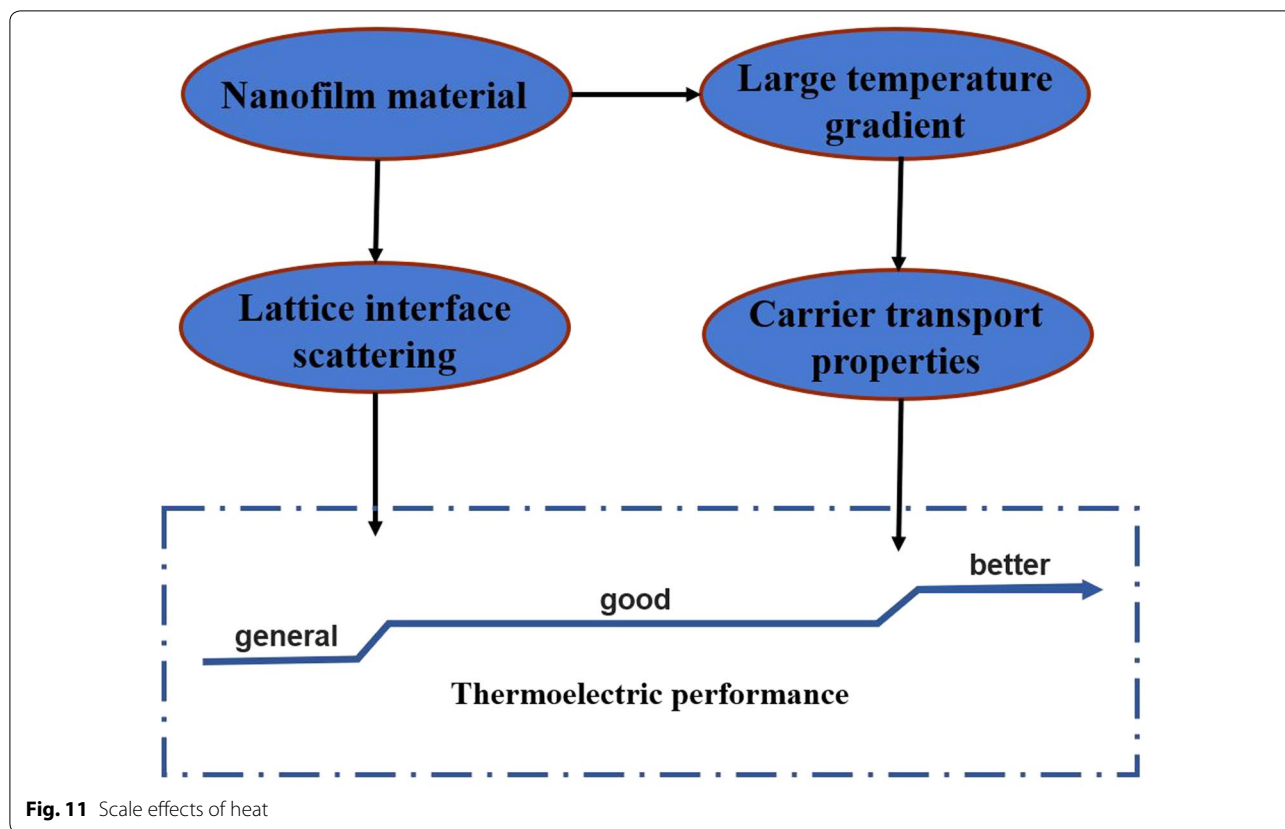 Nanofilm material
Large temperature
gradient
Lattice interface
scattering
Carrier transport
properties
general
good
better
Thermoelectric performance
Fig. 11 Scale effects of heat